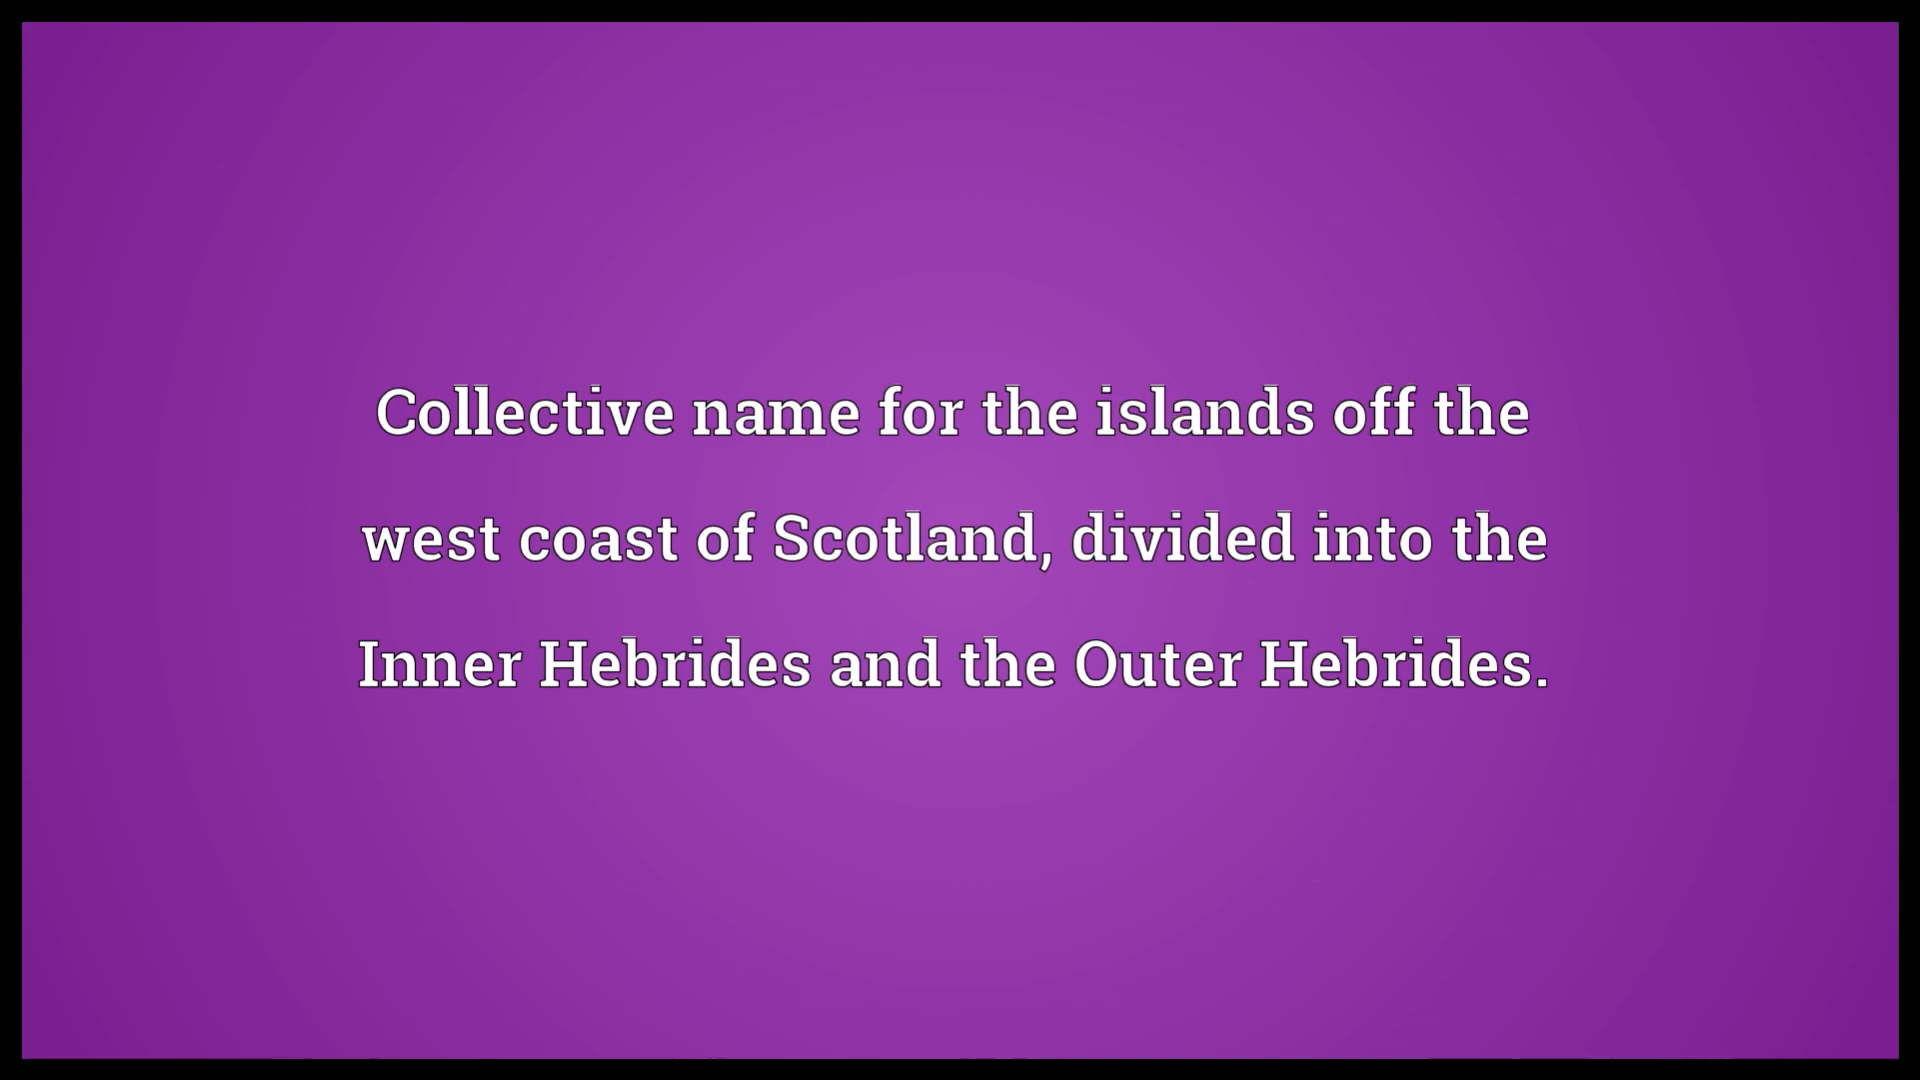 Collective name for the islands off the
west coast of Scotland, divided into the
Inner Hebrides and the Outer Hebrides.